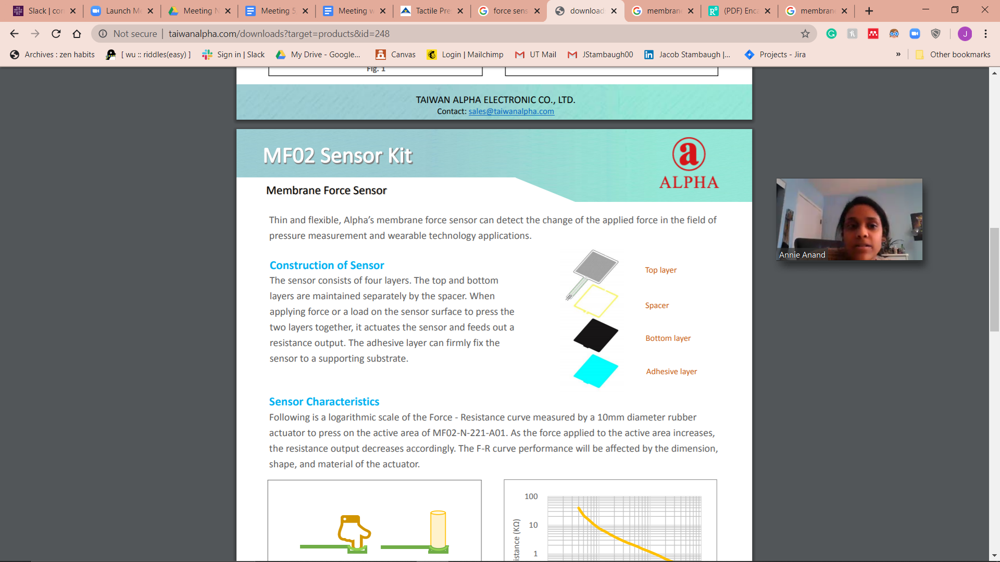 Slack | con
Launch Me
Meeting N
Meeting 5
Meeting w
Tactile Pre
force sens
download
membran
(PDF) Enca
membran
Not secure | taiwanalpha.com/downloads?target=products&id=248
J
Archives : zen habits
[ wu :: riddles(easy) ]
Sign in | Slack
My Drive - Google...
Canvas
Login | Mailchimp
UT Mail
JStambaugh00
Jacob Stambaugh |...
Projects - Jira
»
Other bookmarks
Fig. 1
TAIWAN ALPHA ELECTRONIC CO., LTD.
Contact: sales@taiwanalpha.com
MF02 Sensor Kit
a
ALPHA
Membrane Force Sensor
Thin and flexible, Alpha’s membrane force sensor can detect the change of the applied force in the field of
pressure measurement and wearable technology applications.
Construction of Sensor
The sensor consists of four layers. The top and bottom
layers are maintained separately by the spacer. When
applying force or a load on the sensor surface to press the
two layers together, it actuates the sensor and feeds out a
resistance output. The adhesive layer can firmly fix the
sensor to a supporting substrate.
Top layer
Spacer
Bottom layer
Adhesive layer
Annie Anand
Sensor Characteristics
Following is a logarithmic scale of the Force - Resistance curve measured by a 10mm diameter rubber
actuator to press on the active area of MF02-N-221-A01. As the force applied to the active area increases,
the resistance output decreases accordingly. The F-R curve performance will be affected by the dimension,
shape, and material of the actuator.
100
10
1
istance (KΩ)